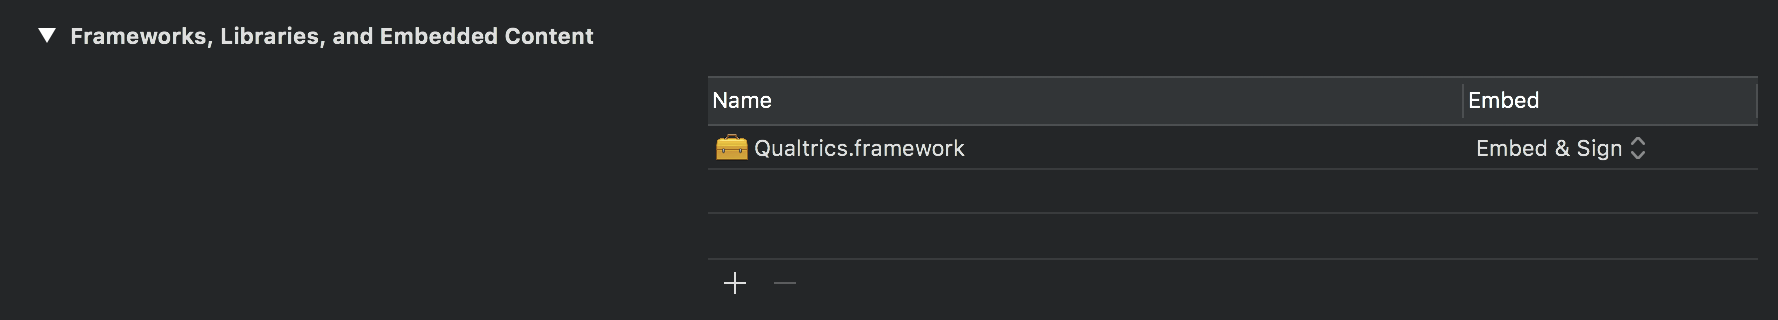 Frameworks, Libraries, and Embedded Content
Name Embed
Qualtrics.framework Embed & Sign